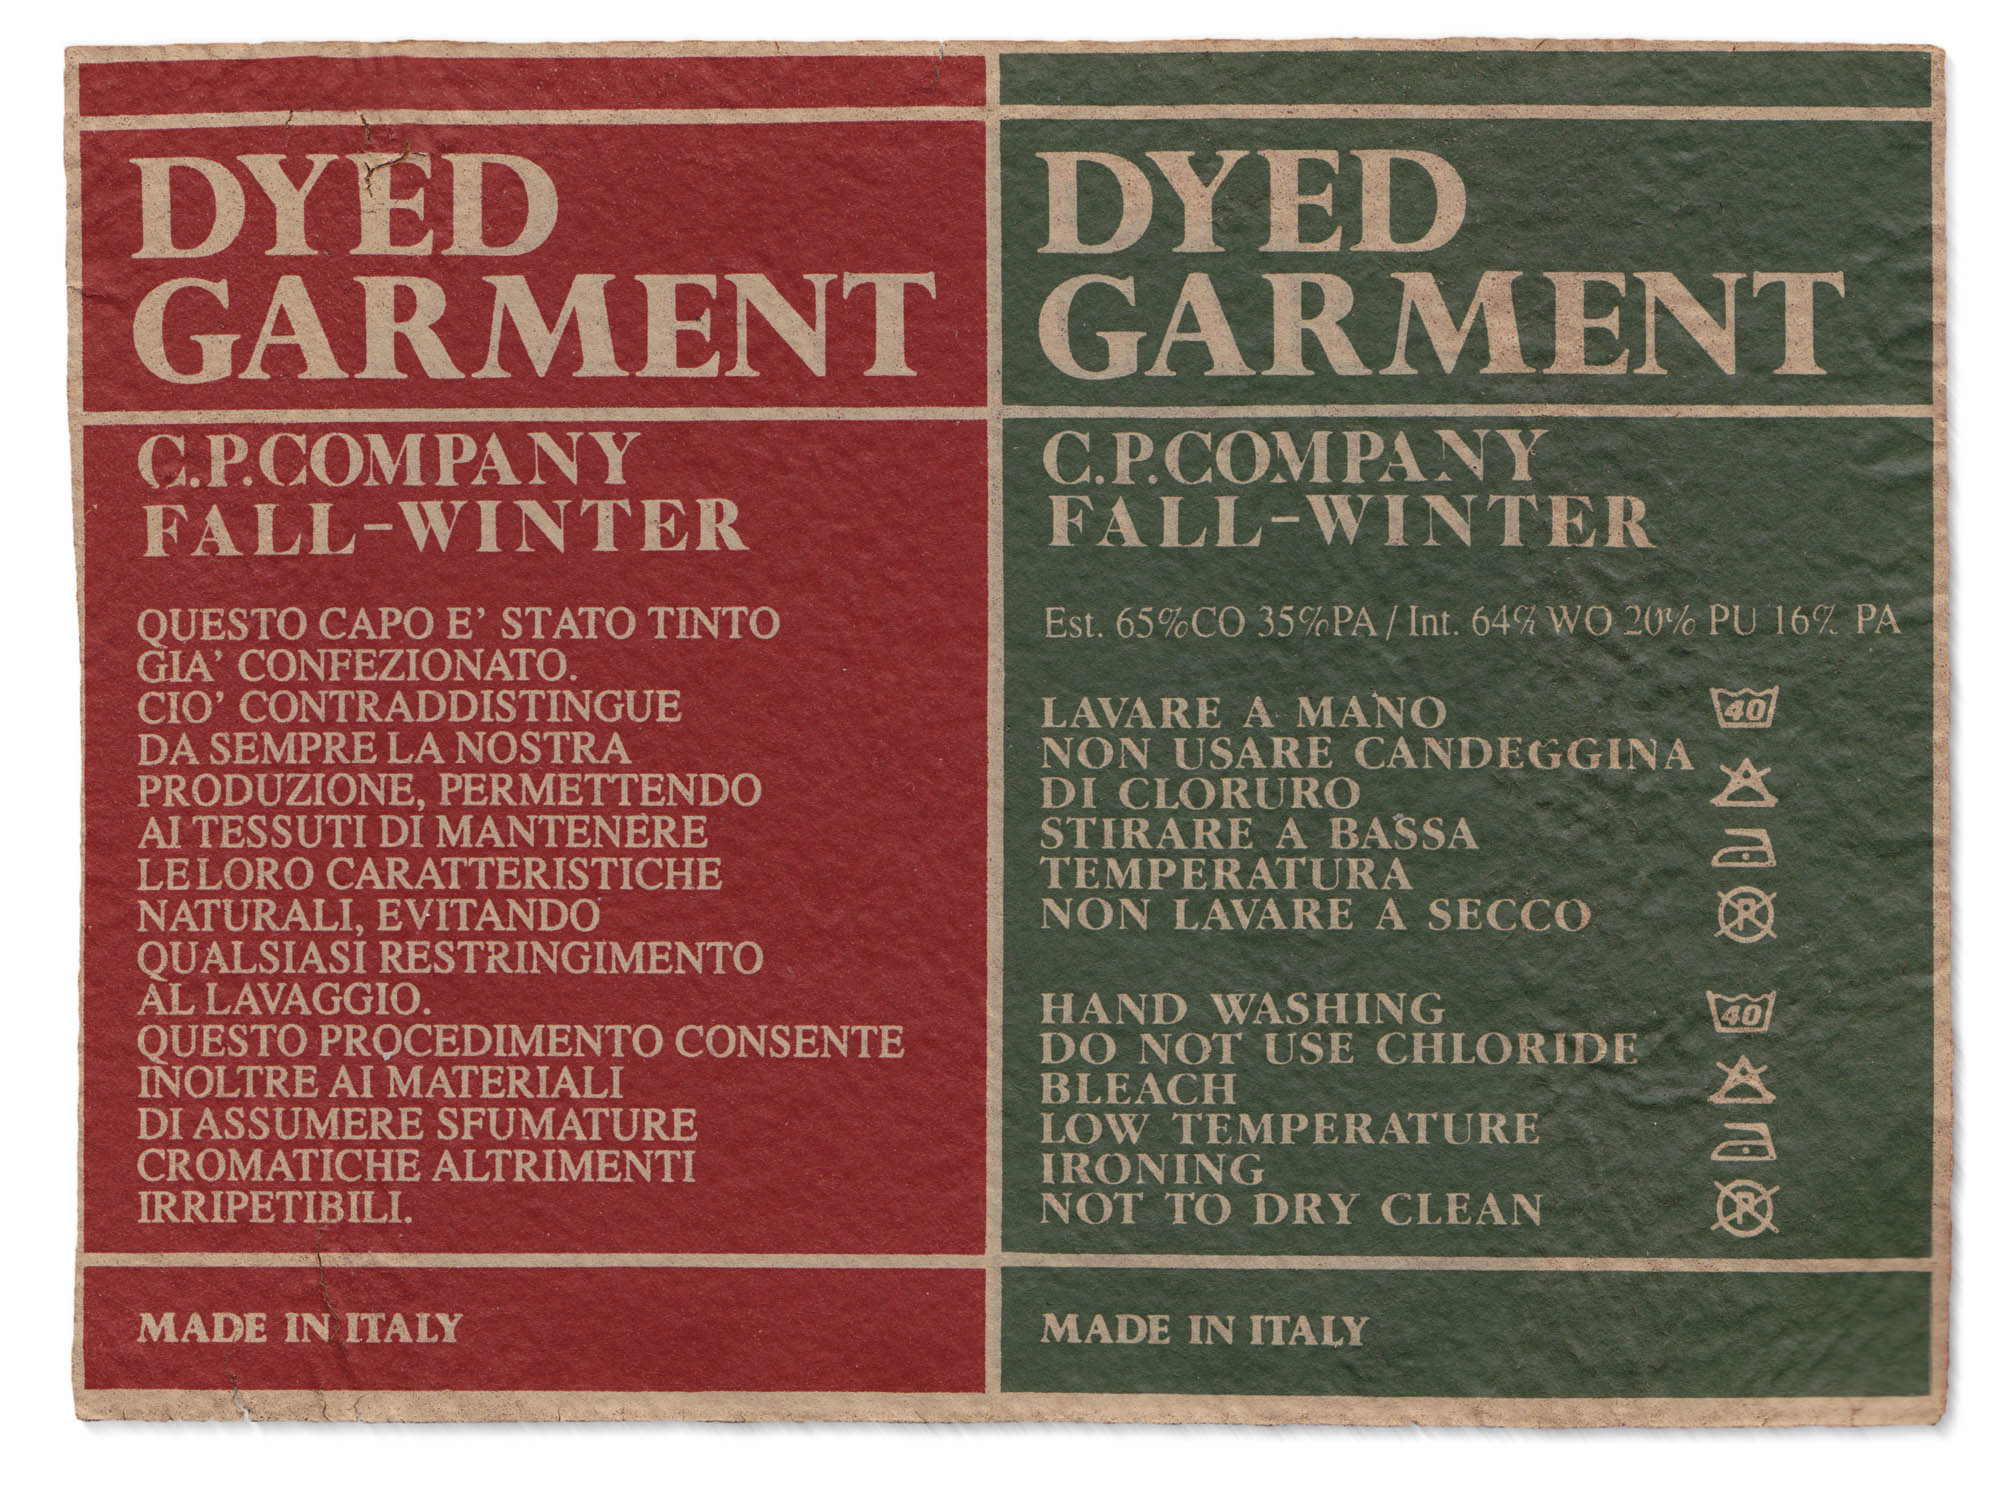 DYED
GARMENT
C.P.COMPANY
FALL-WINTER
QUESTO CAPO E' STATO TINTO
GIA' CONFEZIONATO.
CIO' CONTRADDISTINGUE
DA SEMPRE LA NOSTRA
PRODUZIONE, PERMETTENDO
AI TESSUTI DI MANTENERE
LE LORO CARATTERISTICHE
NATURALI, EVITANDO
QUALSIASI RESTRINGIMENTO
AL LAVAGGIO.
QUESTO PROCEDIMENTO CONSENTE
INOLTRE AI MATERIALI
DI ASSUMERE SFUMATURE
CROMATICHE ALTRIMENTI
IRRIPETIBILI.
MADE IN ITALY
DYED
GARMENT
C.P.COMPANY
FALL-WINTER
Est. 65%CO 35%PA / Int. 64% WO 20% PU 16% PA
LAVARE A MANO 40
NON USARE CANDEGGINA
DI CLORURO
STIRARE A BASSA
TEMPERATURA
NON LAVARE A SECCO P
HAND WASHING 40
DO NOT USE CHLORIDE
BLEACH
LOW TEMPERATURE
IRONING
NOT TO DRY CLEAN P
MADE IN ITALY